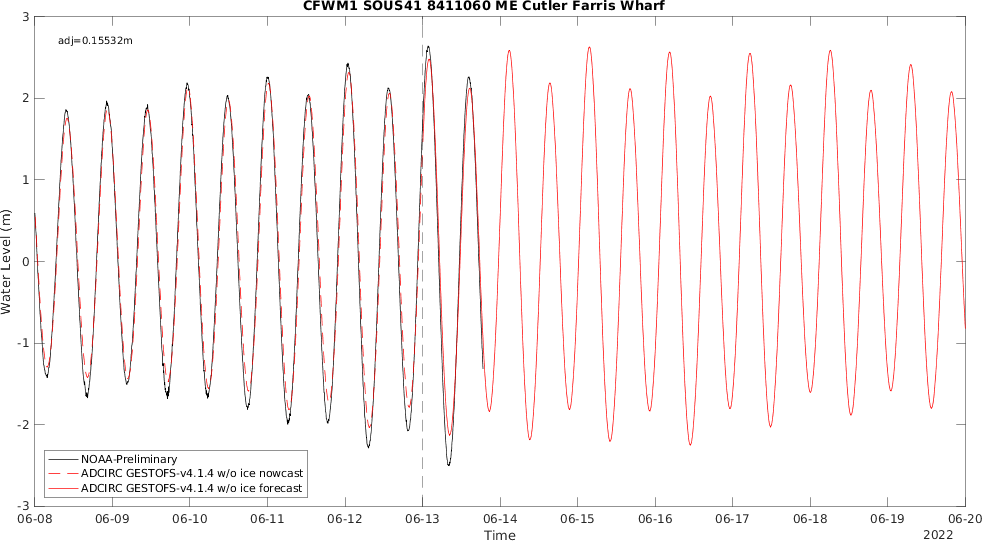 CFWM1 SOUS41 8411060 ME Cutler Farris Wharf
adj=0.15532m
3
2
1
0
-1
-2
-3
Water Level (m)
NOAA-Preliminary
ADCIRC GESTOFS-v4.1.4 w/o ice nowcast
ADCIRC GESTOFS-v4.1.4 w/o ice forecast
06-08 06-09 06-10 06-11 06-12 06-13 06-14 06-15 06-16 06-17 06-18 06-19 06-20
Time
2022